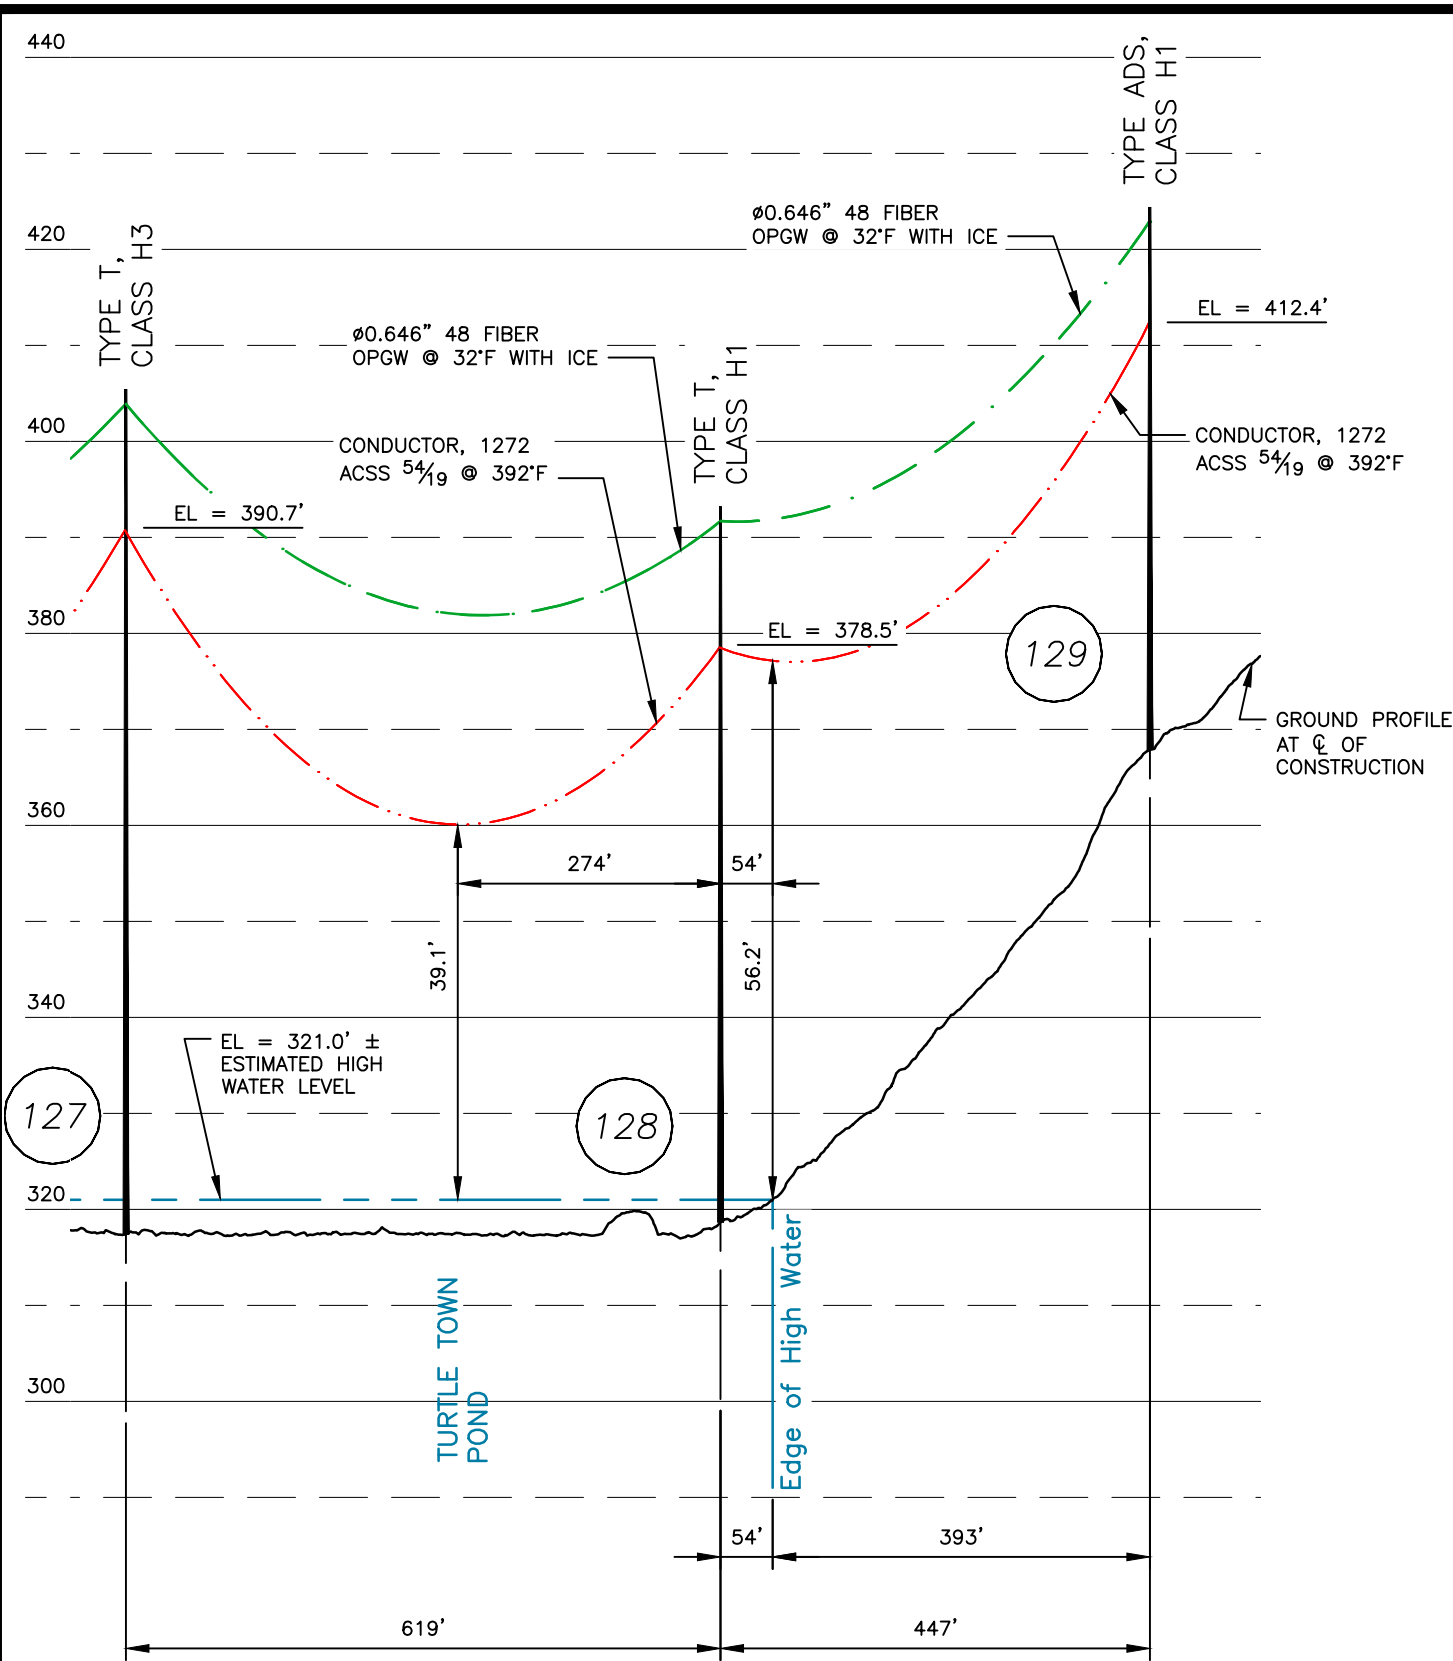 440
TYPE ADS,
CLASS H1
ø0.646" 48 FIBER
OPGW @ 32°F WITH ICE
420
TYPE T,
CLASS H3
EL = 412.4'
ø0.646" 48 FIBER
OPGW @ 32°F WITH ICE
TYPE T,
CLASS H1
400
CONDUCTOR, 1272
ACSS 54/19 @ 392°F
CONDUCTOR, 1272
ACSS 54/19 @ 392°F
EL = 390.7'
380
EL = 378.5'
129
GROUND PROFILE
AT ℄ OF
CONSTRUCTION
360
274'
54'
39.1'
56.2'
340
EL = 321.0' ±
ESTIMATED HIGH
WATER LEVEL
127
128
320
TURTLE TOWN
POND
Edge of High Water
300
54'
393'
619'
447'